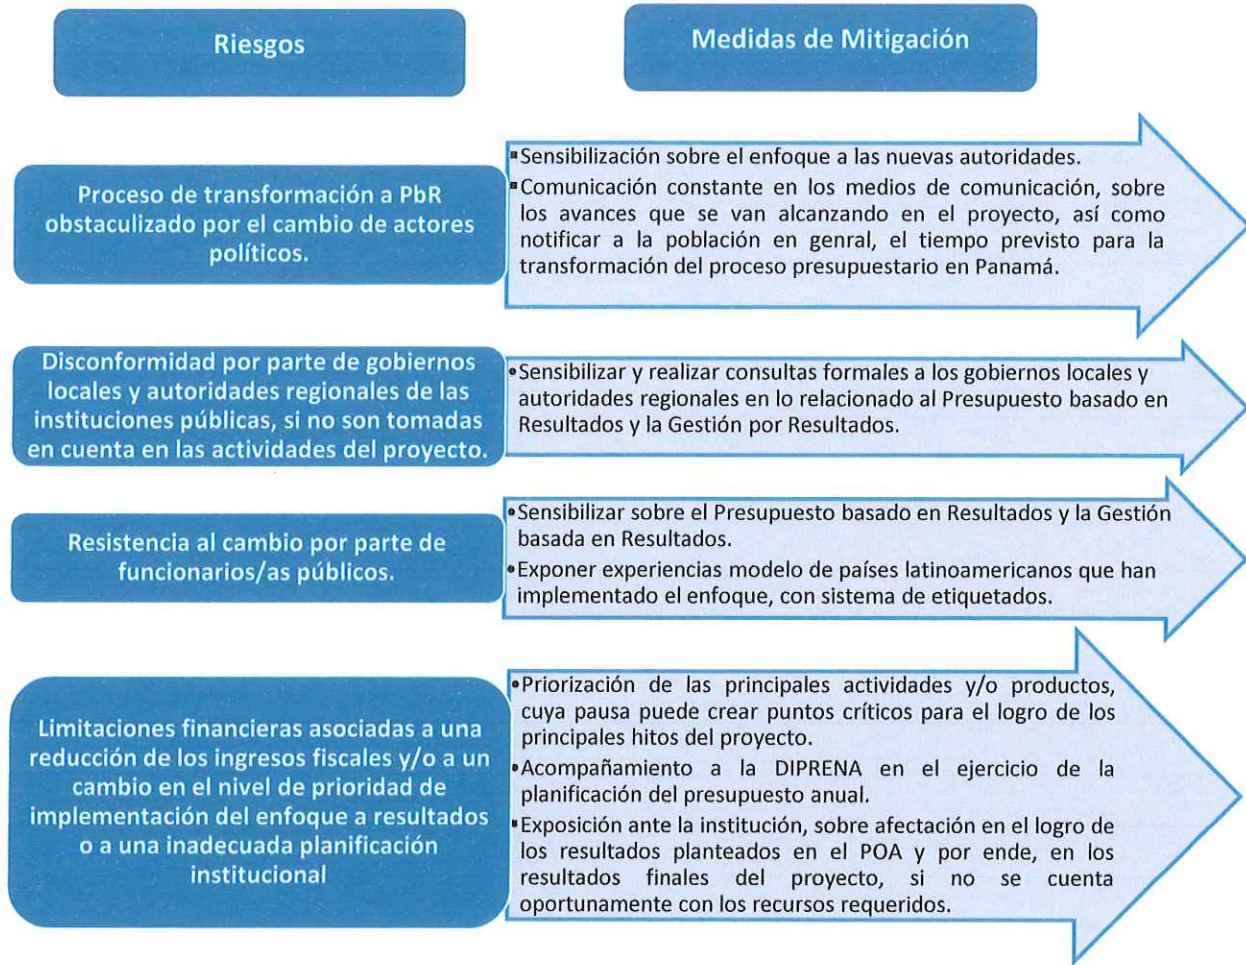 Riesgos
Medidas de Mitigación
Proceso de transformación a PbR
obstaculizado por el cambio de actores
políticos.
▪Sensibilización sobre el enfoque a las nuevas autoridades.
▪Comunicación constante en los medios de comunicación, sobre
los avances que se van alcanzando en el proyecto, así como
notificar a la población en genral, el tiempo previsto para la
transformación del proceso presupuestario en Panamá.
Disconformidad por parte de gobiernos
locales y autoridades regionales de las
instituciones públicas, si no son tomadas
en cuenta en las actividades del proyecto.
•Sensibilizar y realizar consultas formales a los gobiernos locales y
autoridades regionales en lo relacionado al Presupuesto basado en
Resultados y la Gestión por Resultados.
Resistencia al cambio por parte de
funcionarios/as públicos.
•Sensibilizar sobre el Presupuesto basado en Resultados y la Gestión
basada en Resultados.
•Exponer experiencias modelo de países latinoamericanos que han
implementado el enfoque, con sistema de etiquetados.
Limitaciones financieras asociadas a una
reducción de los ingresos fiscales y/o a un
cambio en el nivel de prioridad de
implementación del enfoque a resultados
o a una inadecuada planificación
institucional
•Priorización de las principales actividades y/o productos,
cuya pausa puede crear puntos críticos para el logro de los
principales hitos del proyecto.
•Acompañamiento a la DIPRENA en el ejercicio de la
planificación del presupuesto anual.
▪Exposición ante la institución, sobre afectación en el logro de
los resultados planteados en el POA y por ende, en los
resultados finales del proyecto, si no se cuenta
oportunamente con los recursos requeridos.